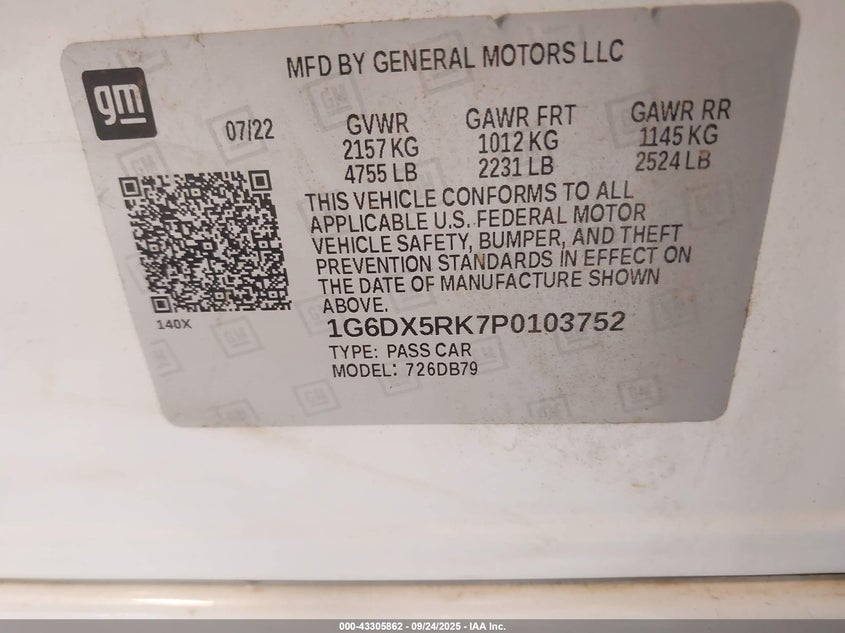 gm
MFD BY GENERAL MOTORS LLC
07/22
GVWR GAWR FRT GAWR RR
2157 KG 1012 KG 1145 KG
4755 LB 2231 LB 2524 LB
THIS VEHICLE CONFORMS TO ALL
APPLICABLE U.S. FEDERAL MOTOR
VEHICLE SAFETY, BUMPER, AND THEFT
PREVENTION STANDARDS IN EFFECT ON
THE DATE OF MANUFACTURE SHOWN
ABOVE.
140X
1G6DX5RK7P0103752
TYPE: PASS CAR
MODEL: 726DB79
000-43305862 - 09/24/2025 - IAA Inc.